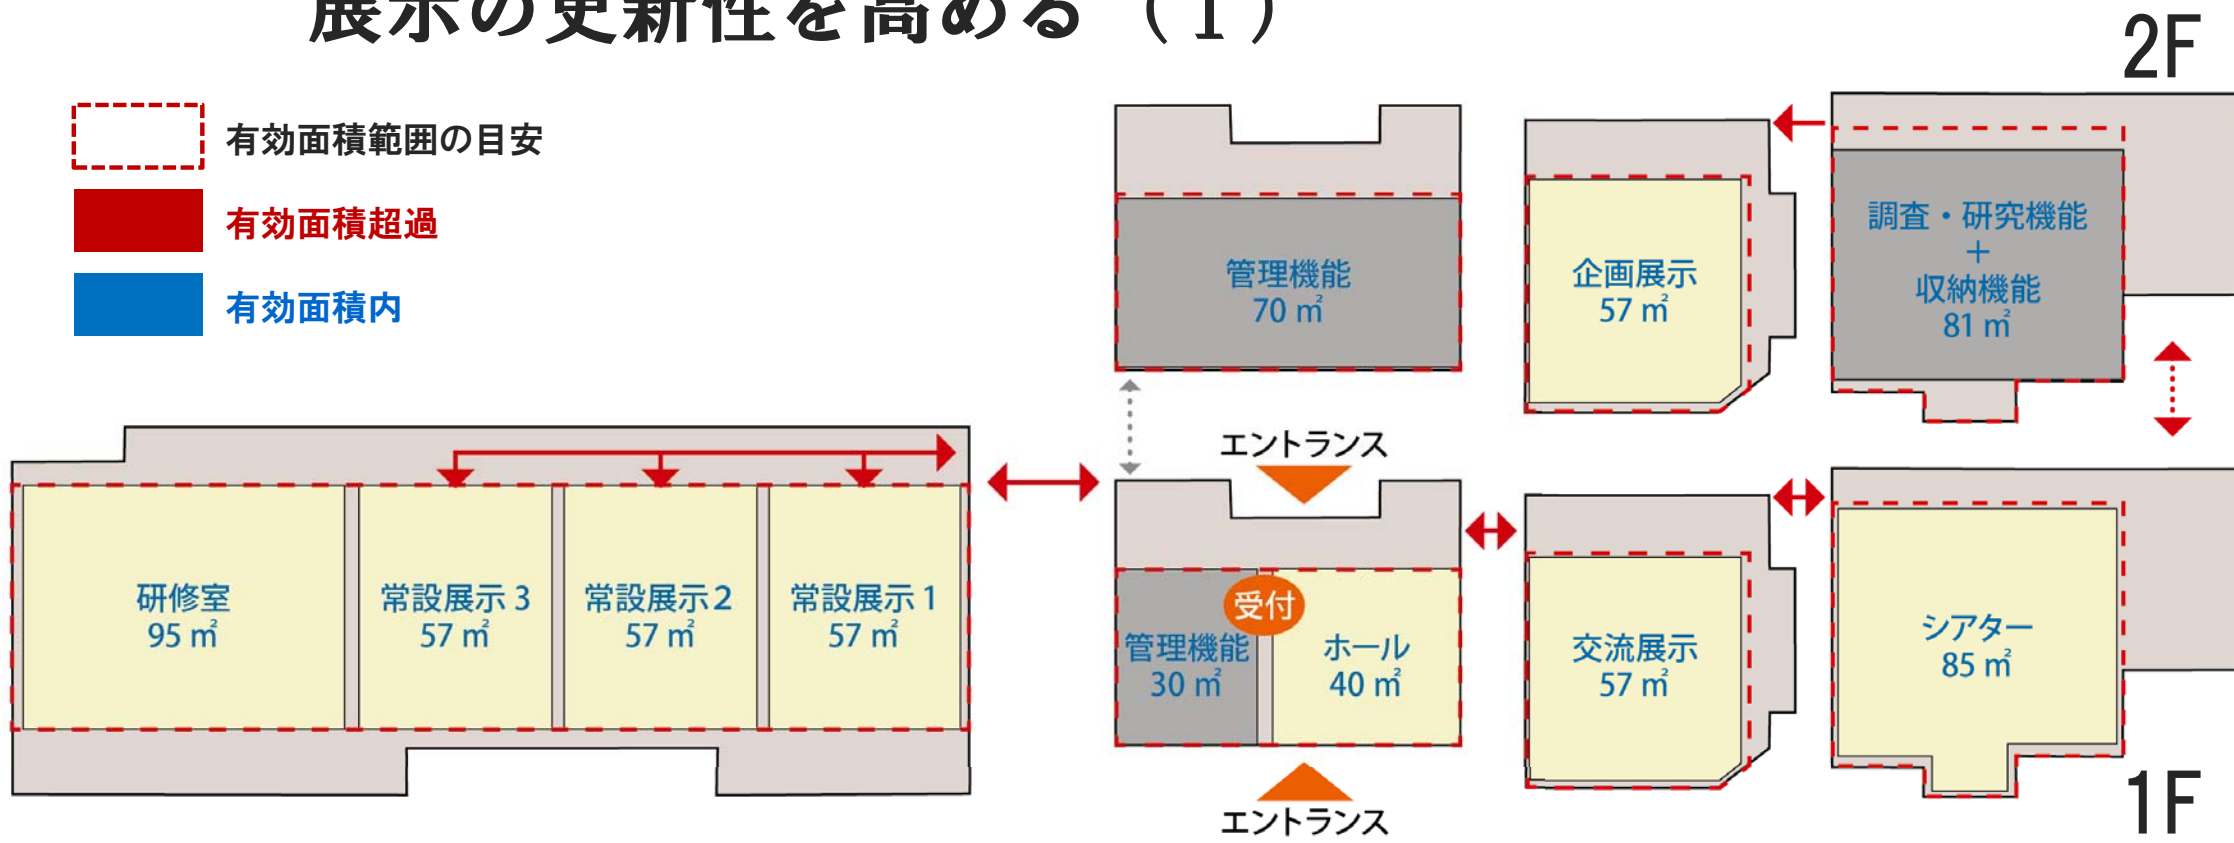 展示の更新性を高める（１）
2F
有効面積範囲の目安
有効面積超過
有効面積内
管理機能
70 ㎡
企画展示
57 ㎡
調査・研究機能
＋
収納機能
81 ㎡
エントランス
研修室
95 ㎡
常設展示 3
57 ㎡
常設展示２
57 ㎡
常設展示 1
57 ㎡
受付
管理機能
30 ㎡
ホール
40 ㎡
交流展示
57 ㎡
シアター
85 ㎡
エントランス
1F